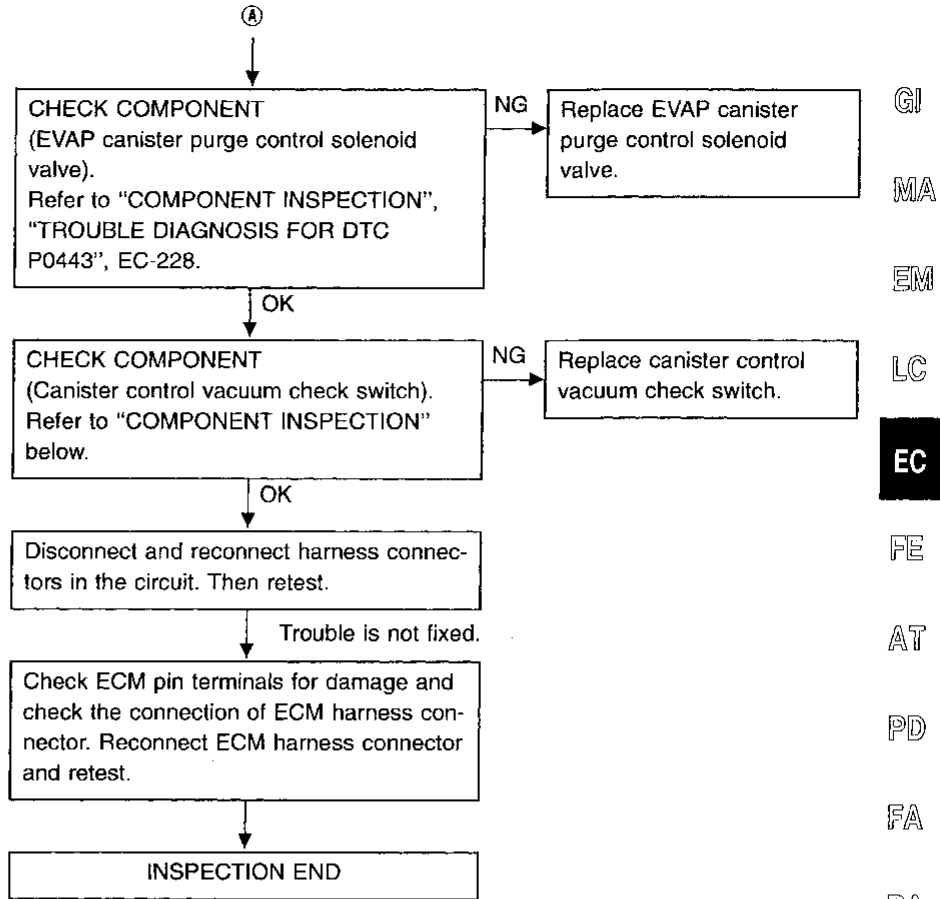 Ⓐ
CHECK COMPONENT
(EVAP canister purge control solenoid
valve).
Refer to “COMPONENT INSPECTION”,
“TROUBLE DIAGNOSIS FOR DTC
P0443”, EC-228.
NG
Replace EVAP canister
purge control solenoid
valve.
OK
CHECK COMPONENT
(Canister control vacuum check switch).
Refer to “COMPONENT INSPECTION”
below.
NG
Replace canister control
vacuum check switch.
OK
Disconnect and reconnect harness connec-
tors in the circuit. Then retest.
Trouble is not fixed.
Check ECM pin terminals for damage and
check the connection of ECM harness con-
nector. Reconnect ECM harness connector
and retest.
INSPECTION END
GI
MA
EM
LC
EC
FE
AT
PD
FA